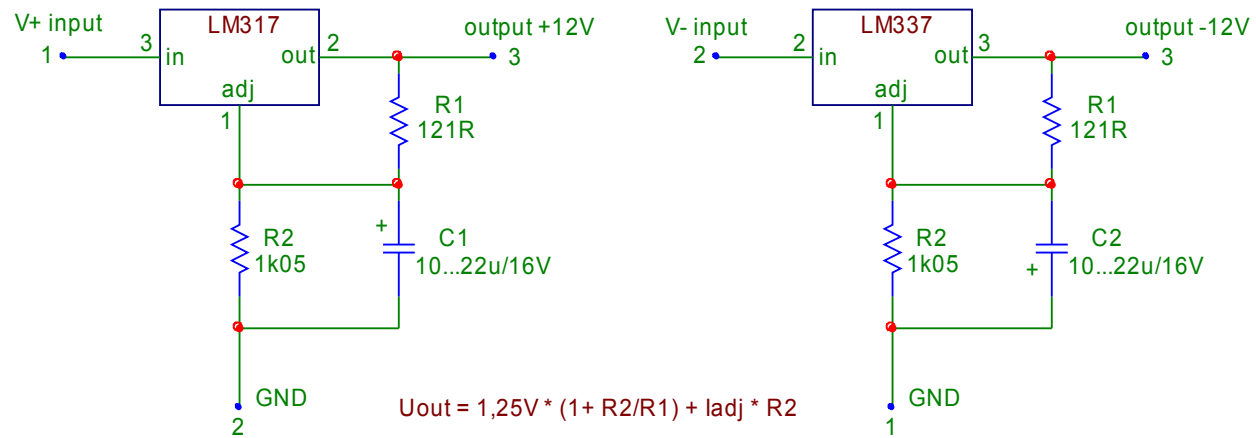 V+ input
1
3
LM317
in
out
adj
1
2
output +12V
3
R1
121R
R2
1k05
+
C1
10...22u/16V
GND
2
V- input
2
2
LM337
in
out
adj
1
3
output -12V
3
R1
121R
R2
1k05
+
C2
10...22u/16V
GND
1
Uout = 1,25V * (1+ R2/R1) + Iadj * R2